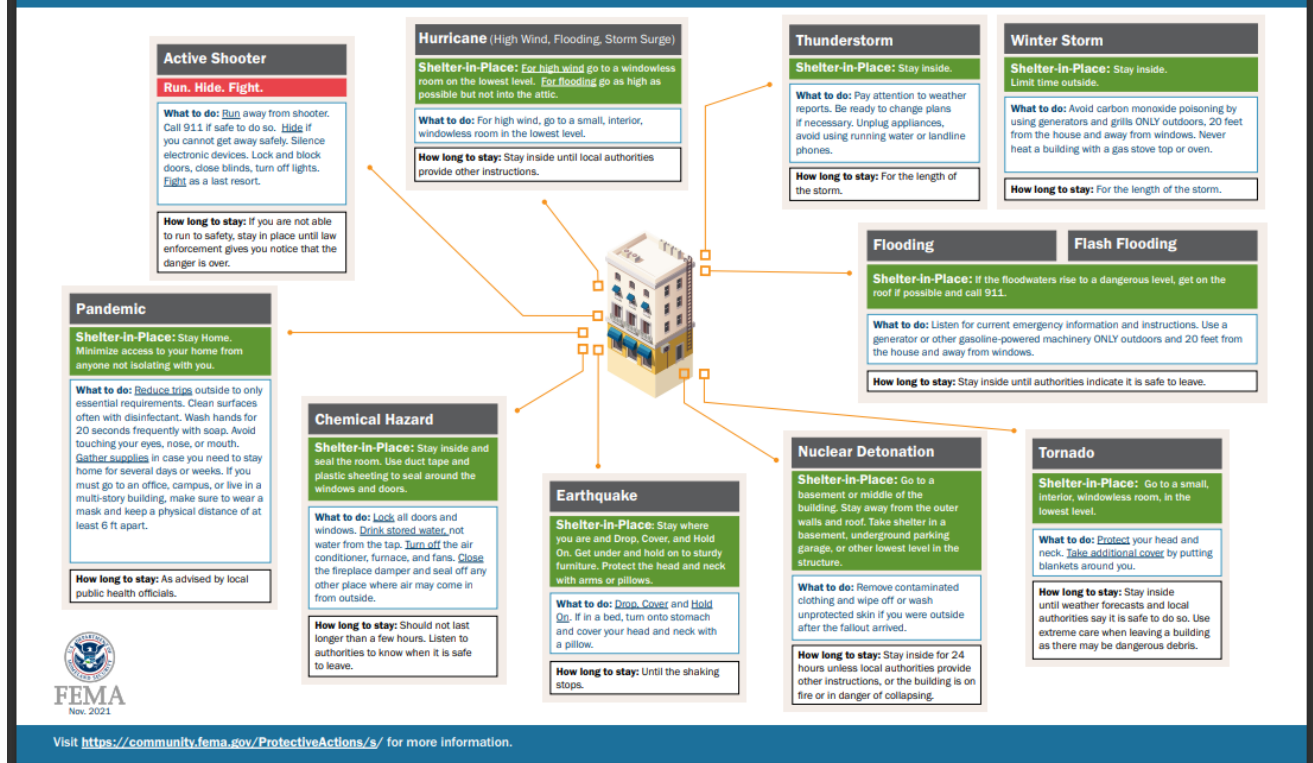 Active Shooter
Run. Hide. Fight.
What to do: Run away from shooter.
Call 911 if safe to do so. Hide if
you cannot get away safely. Silence
electronic devices. Lock and block
doors, close blinds, turn off lights.
Fight as a last resort.
How long to stay: If you are not able
to run to safety, stay in place until law
enforcement gives you notice that the
danger is over.
Hurricane (High Wind, Flooding, Storm Surge)
Shelter-in-Place: For high wind go to a windowless
room on the lowest level. For flooding go as high as
possible but not into the attic.
What to do: For high wind, go to a small, interior,
windowless room in the lowest level.
How long to stay: Stay inside until local authorities
provide other instructions.
Thunderstorm
Shelter-in-Place: Stay inside.
What to do: Pay attention to weather
reports. Be ready to change plans
if necessary. Unplug appliances,
avoid using running water or landline
phones.
How long to stay: For the length of
the storm.
Winter Storm
Shelter-in-Place: Stay inside.
Limit time outside.
What to do: Avoid carbon monoxide poisoning by
using generators and grills ONLY outdoors, 20 feet
from the house and away from windows. Never
heat a building with a gas stove top or oven.
How long to stay: For the length of the storm.
Flooding
Flash Flooding
Shelter-in-Place: If the floodwaters rise to a dangerous level, get on the
roof if possible and call 911.
What to do: Listen for current emergency information and instructions. Use a
generator or other gasoline-powered machinery ONLY outdoors and 20 feet from
the house and away from windows.
How long to stay: Stay inside until authorities indicate it is safe to leave.
Pandemic
Shelter-in-Place: Stay Home.
Minimize access to your home from
anyone not isolating with you.
What to do: Reduce trips outside to only
essential requirements. Clean surfaces
often with disinfectant. Wash hands for
20 seconds frequently with soap. Avoid
touching your eyes, nose, or mouth.
Gather supplies in case you need to stay
home for several days or weeks. If you
must go to an office, campus, or live in a
multi-story building, make sure to wear a
mask and keep a physical distance of at
least 6 ft apart.
How long to stay: As advised by local
public health officials.
Chemical Hazard
Shelter-in-Place: Stay inside and
seal the room. Use duct tape and
plastic sheeting to seal around the
windows and doors.
What to do: Lock all doors and
windows. Drink stored water, not
water from the tap. Turn off the air
conditioner, furnace, and fans. Close
the fireplace damper and seal off any
other place where air may come in
from outside.
How long to stay: Should not last
longer than a few hours. Listen to
authorities to know when it is safe
to leave.
Earthquake
Shelter-in-Place: Stay where
you are and Drop, Cover, and Hold
On. Get under and hold on to sturdy
furniture. Protect the head and neck
with arms or pillows.
What to do: Drop, Cover and Hold
On. If in a bed, turn onto stomach
and cover your head and neck with
a pillow.
How long to stay: Until the shaking
stops.
Nuclear Detonation
Shelter-in-Place: Go to a
basement or middle of the
building. Stay away from the outer
walls and roof. Take shelter in a
basement, underground parking
garage, or other lowest level in the
structure.
What to do: Remove contaminated
clothing and wipe off or wash
unprotected skin if you were outside
after the fallout arrived.
How long to stay: Stay inside for 24
hours unless local authorities provide
other instructions, or the building is on
fire or in danger of collapsing.
Tornado
Shelter-in-Place: Go to a small,
interior, windowless room, in the
lowest level.
What to do: Protect your head and
neck. Take additional cover by putting
blankets around you.
How long to stay: Stay inside
until weather forecasts and local
authorities say it is safe to do so. Use
extreme care when leaving a building
as there may be dangerous debris.
FEMA
Nov. 2021
Visit https://community.fema.gov/ProtectiveActions/s/ for more information.